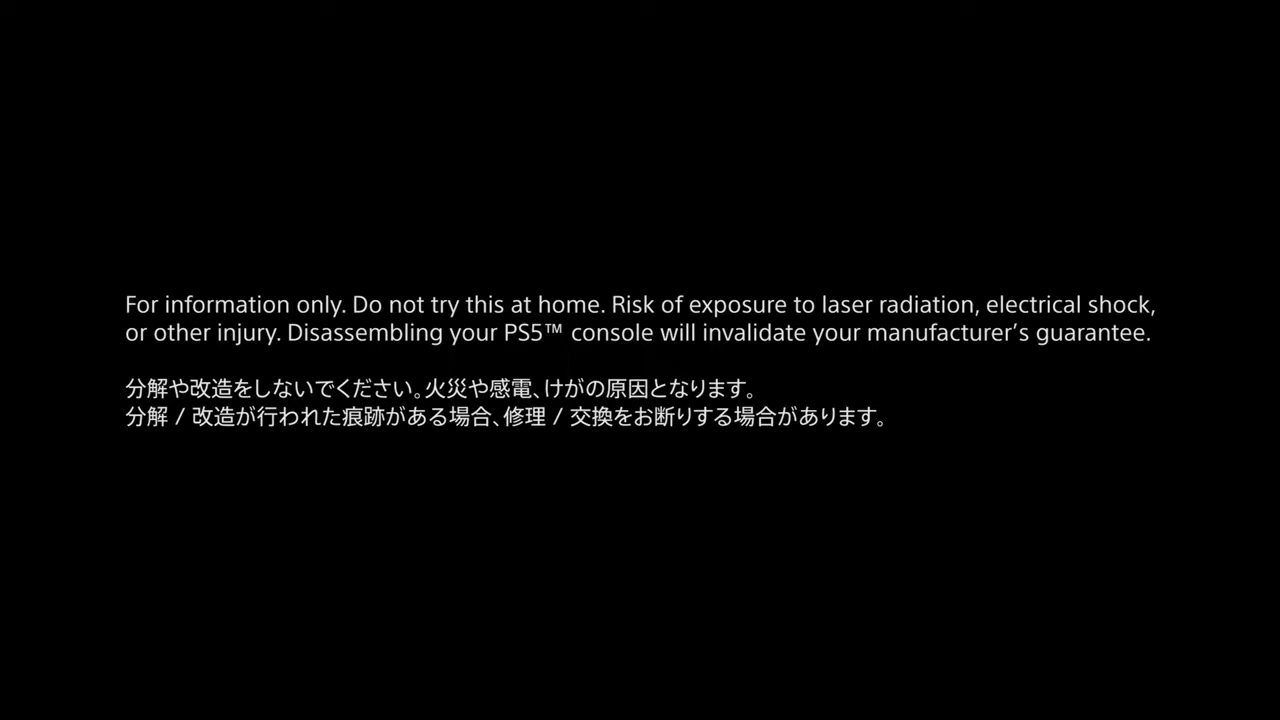 For information only. Do not try this at home. Risk of exposure to laser radiation, electrical shock,
or other injury. Disassembling your PS5™ console will invalidate your manufacturer’s guarantee.
分解や改造をしないでください。火災や感電、けがの原因となります。
分解 / 改造が行われた痕跡がある場合、修理 / 交換をお断りする場合があります。